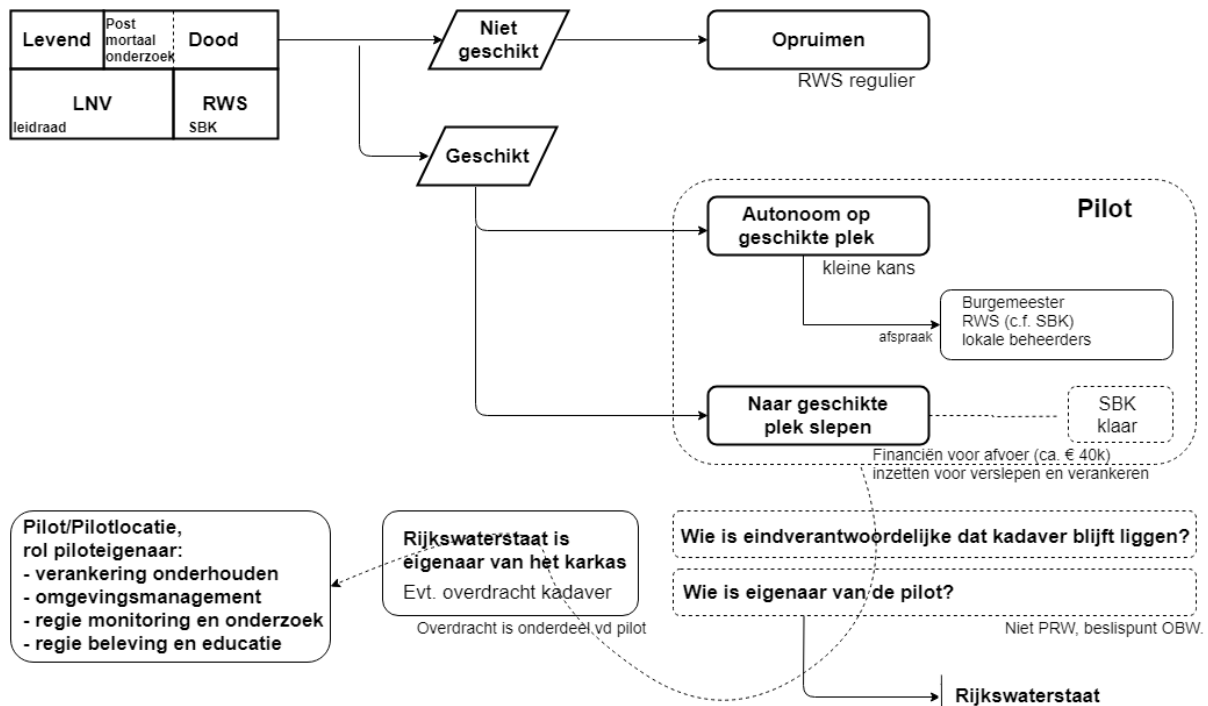 Levend
Post
mortaal
onderzoek
Dood
LNV
leidraad
RWS
SBK
Niet
geschikt
Opruimen
RWS regulier
Geschikt
Pilot
Autonoom op
geschikte plek
kleine kans
afspraak
Burgemeester
RWS (c.f. SBK)
lokale beheerders
Naar geschikte
plek slepen
SBK
klaar
Financiën voor afvoer (ca. € 40k)
inzetten voor verslepen en verankeren
Pilot/Pilotlocatie,
rol piloteigenaar:
- verankering onderhouden
- omgevingsmanagement
- regie monitoring en onderzoek
- regie beleving en educatie
Rijkswaterstaat is
eigenaar van het karkas
Evt. overdracht kadaver
Overdracht is onderdeel vd pilot
Wie is eindverantwoordelijke dat kadaver blijft liggen?
Wie is eigenaar van de pilot?
Niet PRW, beslispunt OBW.
Rijkswaterstaat